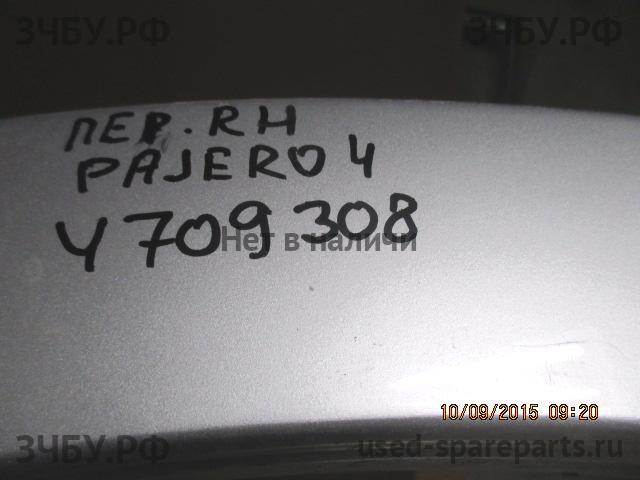 ЗЧБУ.РФ
ЗЧБУ.РФ
ПЕР. RH
PAJERO 4
У709308
Нет в наличи
10/09/2015 09:20
ЗЧБУ.РФ
used-spareparts.ru